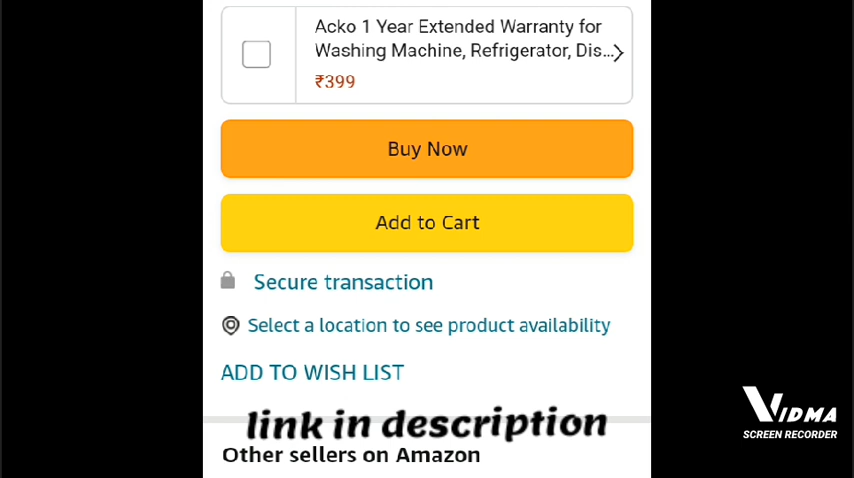 Acko 1 Year Extended Warranty for
Washing Machine, Refrigerator, Dis...
₹399
Buy Now
Add to Cart
Secure transaction
Select a location to see product availability
ADD TO WISH LIST
link in description
Other sellers on Amazon
VIDMA
SCREEN RECORDER